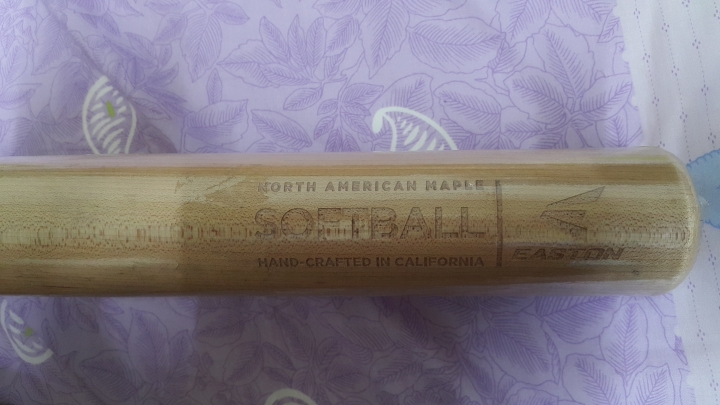 NORTH AMERICAN MAPLE
SOFTBALL
HAND-CRAFTED IN CALIFORNIA
EASTON